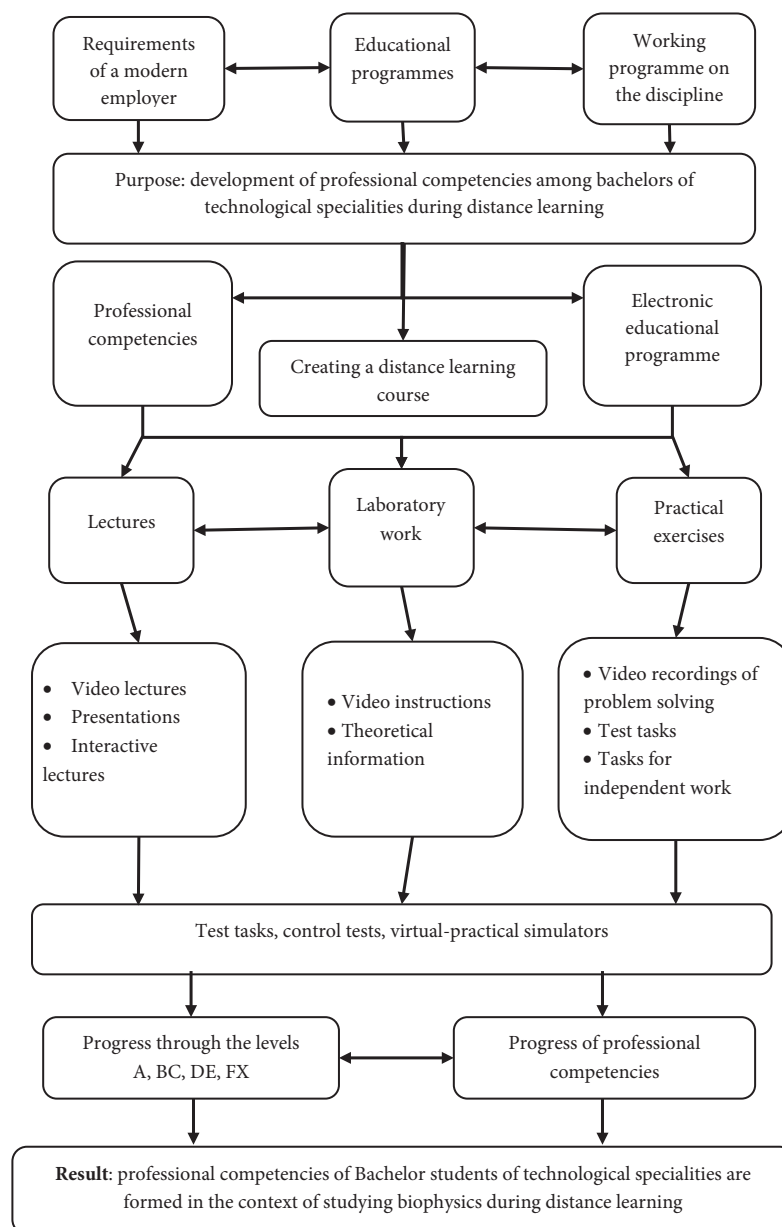 Requirements
of a modern
employer
Educational
programmes
Working
programme on
the discipline
Purpose: development of professional competencies among bachelors of
technological specialities during distance learning
Professional
competencies
Creating a distance learning
course
Electronic
educational
programme
Lectures
Laboratory
work
Practical
exercises
• Video lectures
• Presentations
• Interactive
lectures
• Video instructions
• Theoretical
information
• Video recordings of
problem solving
• Test tasks
• Tasks for
independent work
Test tasks, control tests, virtual-practical simulators
Progress through the levels
A, BC, DE, FX
Progress of professional
competencies
Result: professional competencies of Bachelor students of technological specialities are
formed in the context of studying biophysics during distance learning